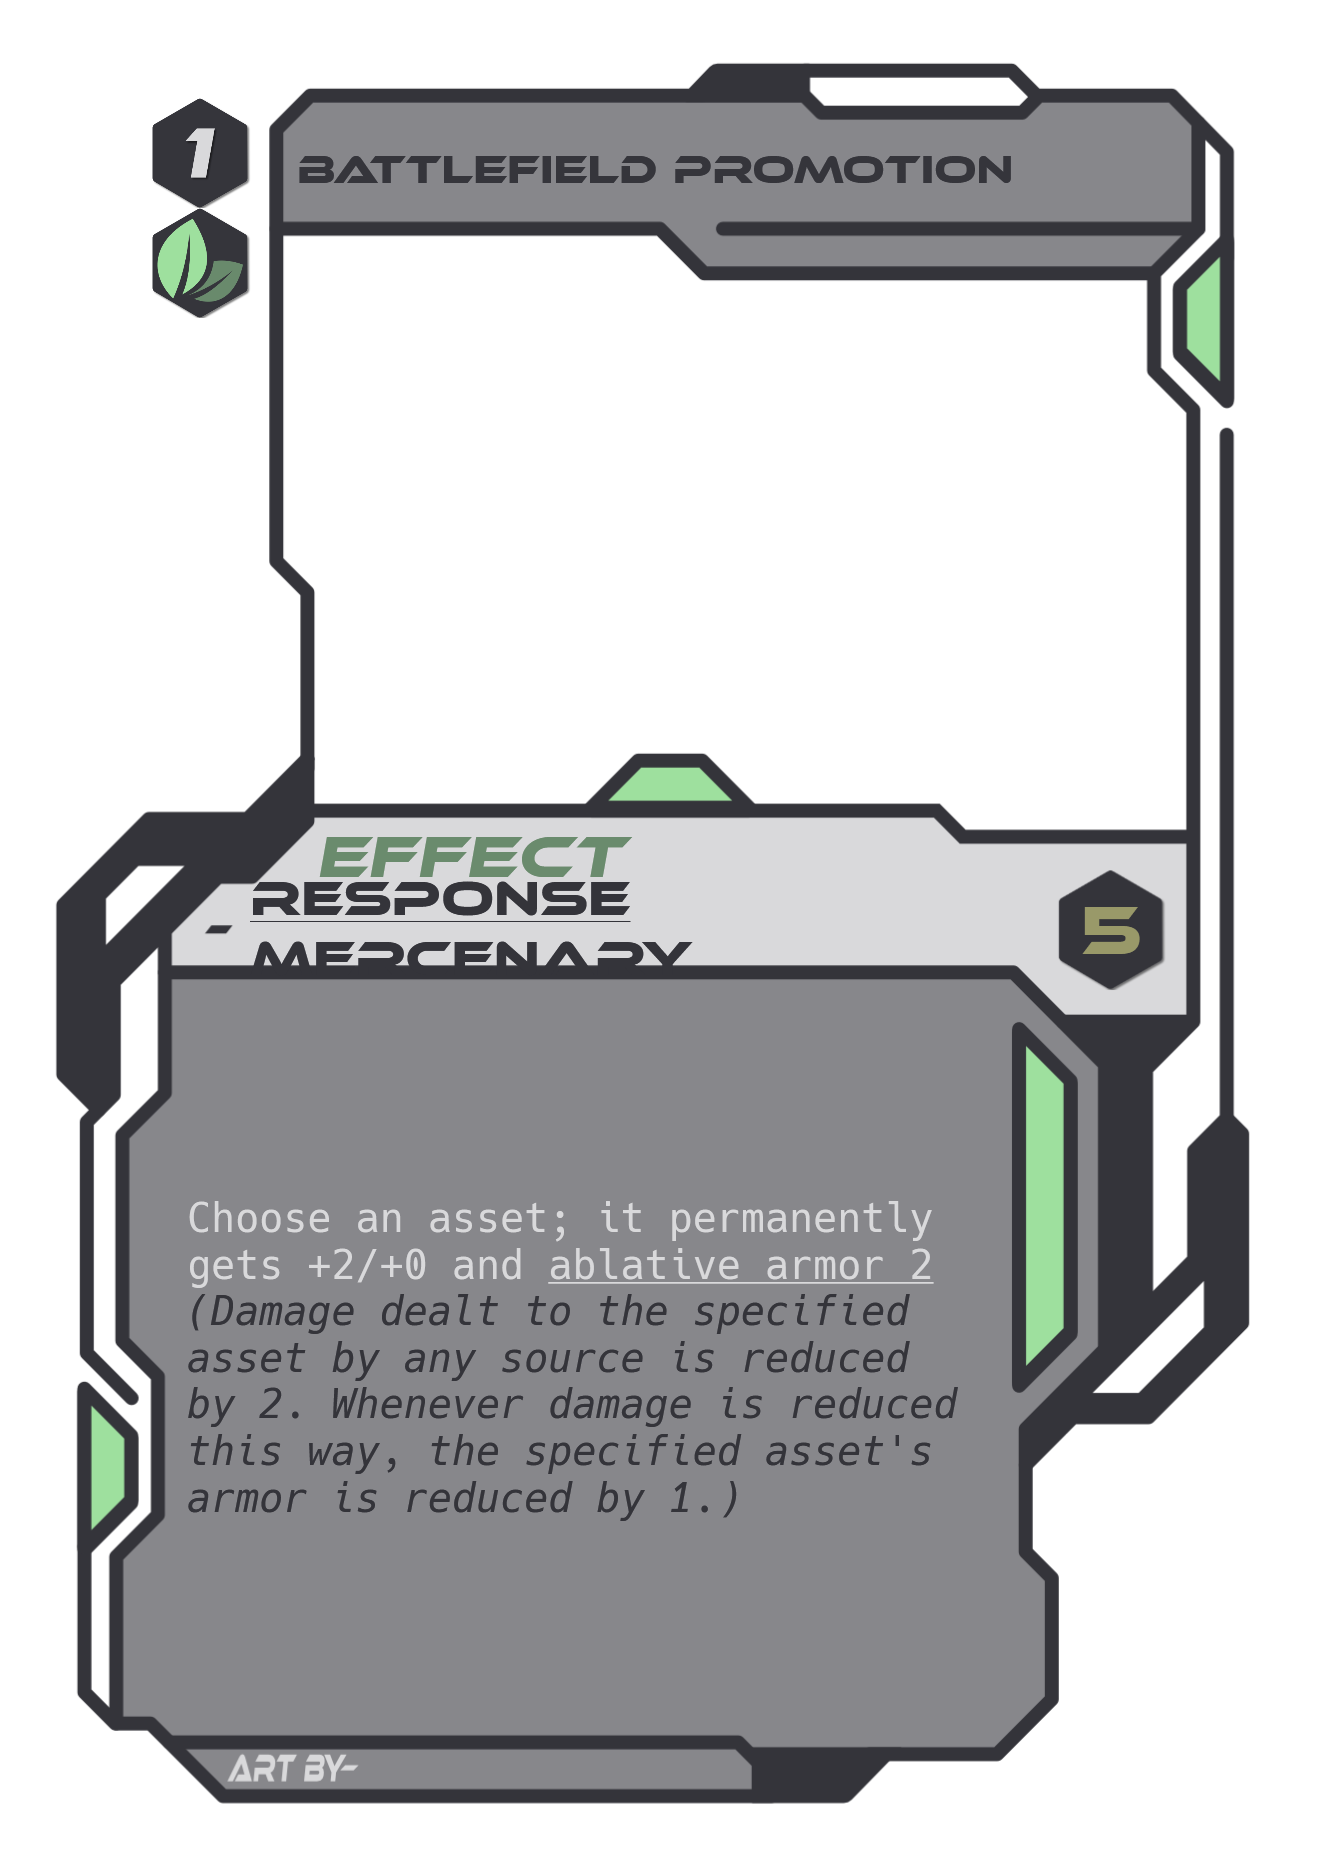 1
BATTLEFIELD PROMOTION
EFFECT
- RESPONSE
MERCENARY
5
Choose an asset; it permanently
gets +2/+0 and ablative armor 2
(Damage dealt to the specified
asset by any source is reduced
by 2. Whenever damage is reduced
this way, the specified asset's
armor is reduced by 1.)
ART BY-